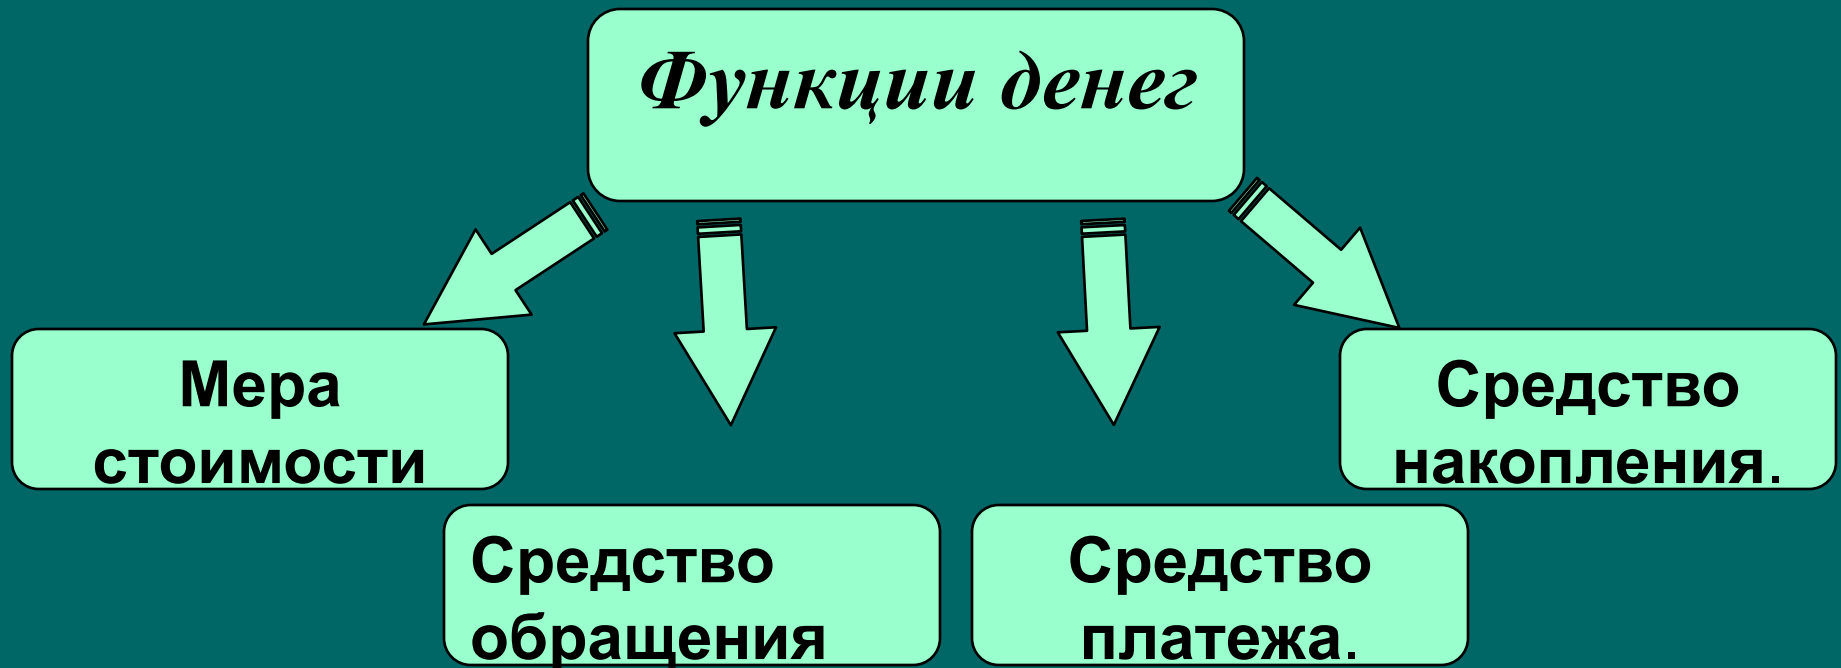 Функции денег
Мера
стоимости
Средство
обращения
Средство
платежа.
Средство
накопления.